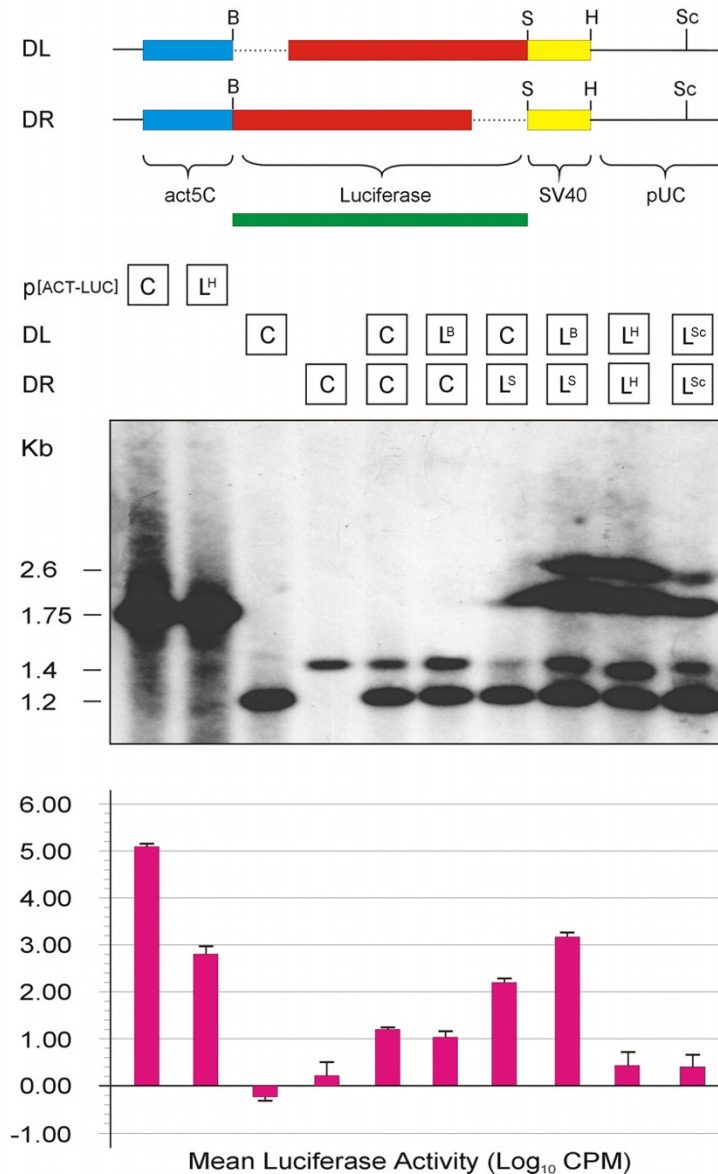 B S H Sc
DL
B S H Sc
DR
act5C Luciferase SV40 pUC
p[ACT-LUC] C Lᴴ
DL C C Lᴮ C Lᴮ Lᴴ Lˢᶜ
DR C C C Lˢ Lˢ Lᴴ Lˢᶜ
Kb
2.6
1.75
1.4
1.2
6.00
5.00
4.00
3.00
2.00
1.00
0.00
-1.00
Mean Luciferase Activity (Log₁₀ CPM)